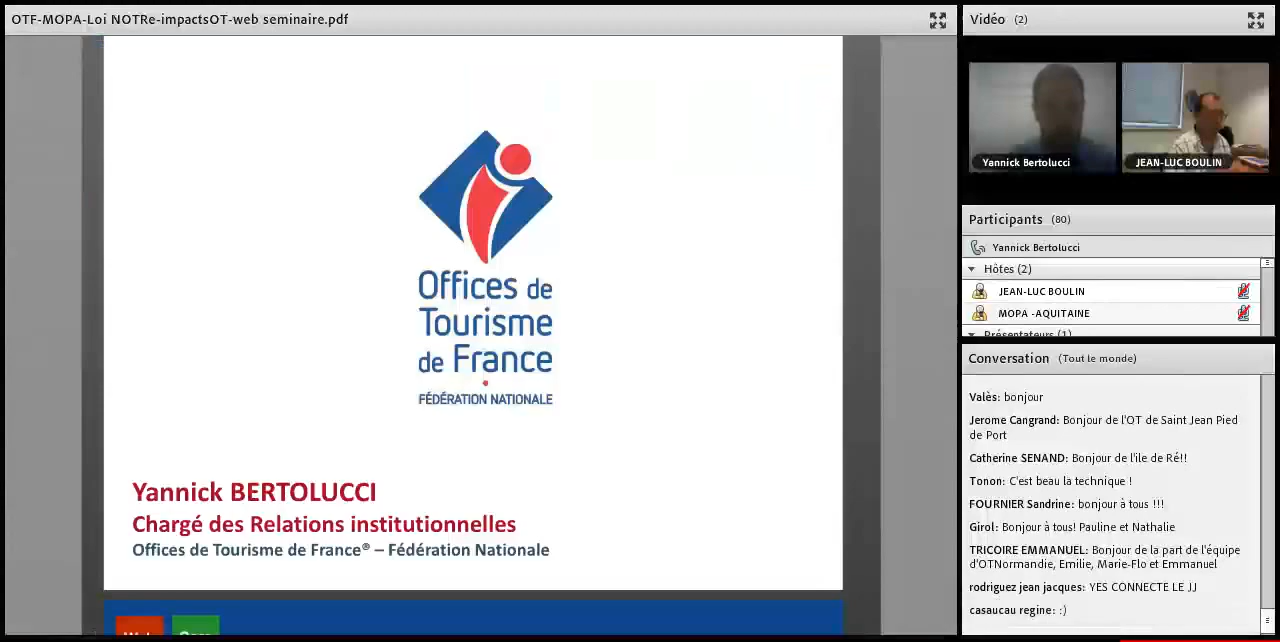 OTF-MOPA-Loi NOTRe-impactsOT-web seminaire.pdf
Offices de
Tourisme
de France
FÉDÉRATION NATIONALE
Yannick BERTOLUCCI
Chargé des Relations institutionnelles
Offices de Tourisme de France® – Fédération Nationale
Vidéo (2)
Yannick Bertolucci
JEAN-LUC BOULIN
Participants (80)
Yannick Bertolucci
Hôtes (2)
JEAN-LUC BOULIN
MOPA -AQUITAINE
Présentateurs (1)
Conversation (Tout le monde)
Valès: bonjour
Jerome Cangrand: Bonjour de l'OT de Saint Jean Pied
de Port
Catherine SENAND: Bonjour de l'ile de Ré!!
Tonon: C'est beau la technique !
FOURNIER Sandrine: bonjour à tous !!!
Girol: Bonjour à tous! Pauline et Nathalie
TRICOIRE EMMANUEL: Bonjour de la part de l'équipe
d'OTNormandie, Emilie, Marie-Flo et Emmanuel
rodriguez jean jacques: YES CONNECTE LE JJ
casaucau regine: :)